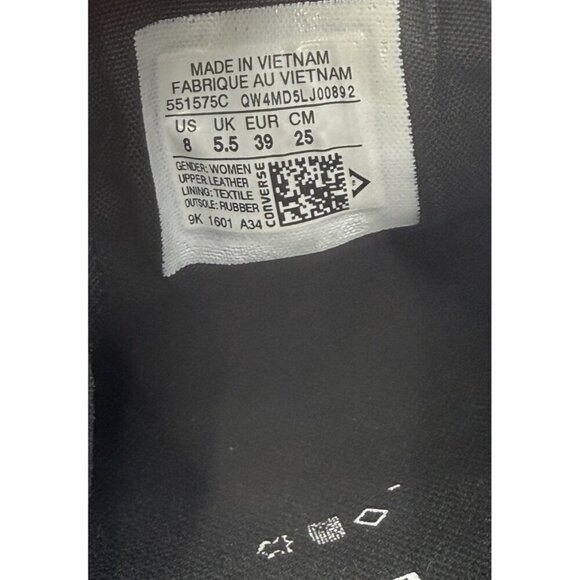 MADE IN VIETNAM
FABRIQUE AU VIETNAM
551575C QW4MD5LJ00892
US UK EUR CM
8 5.5 39 25
GENDER: WOMEN
UPPER: LEATHER
LINING: TEXTILE
OUTSOLE: RUBBER
9K 1601 A34
CONVERSE